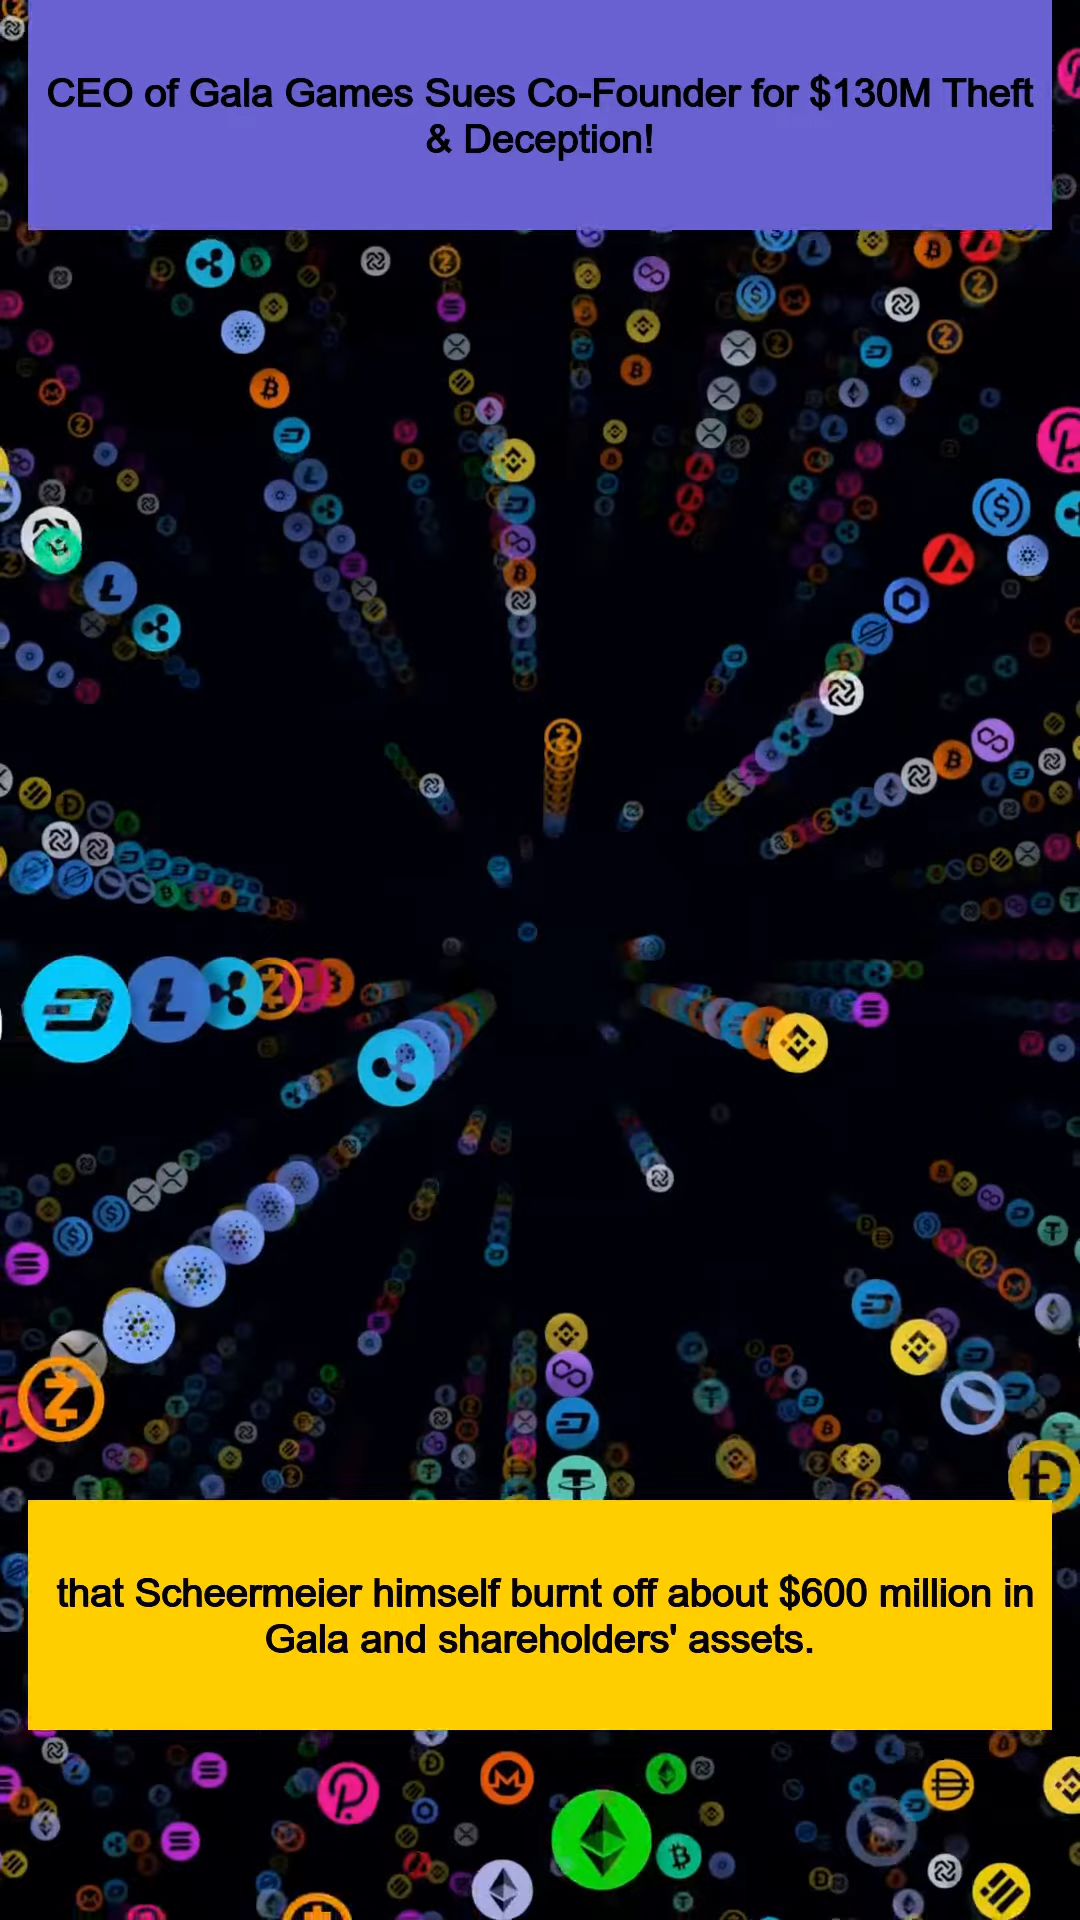 CEO of Gala Games Sues Co-Founder for $130M Theft
& Deception!
that Scheermeier himself burnt off about $600 million in
Gala and shareholders' assets.